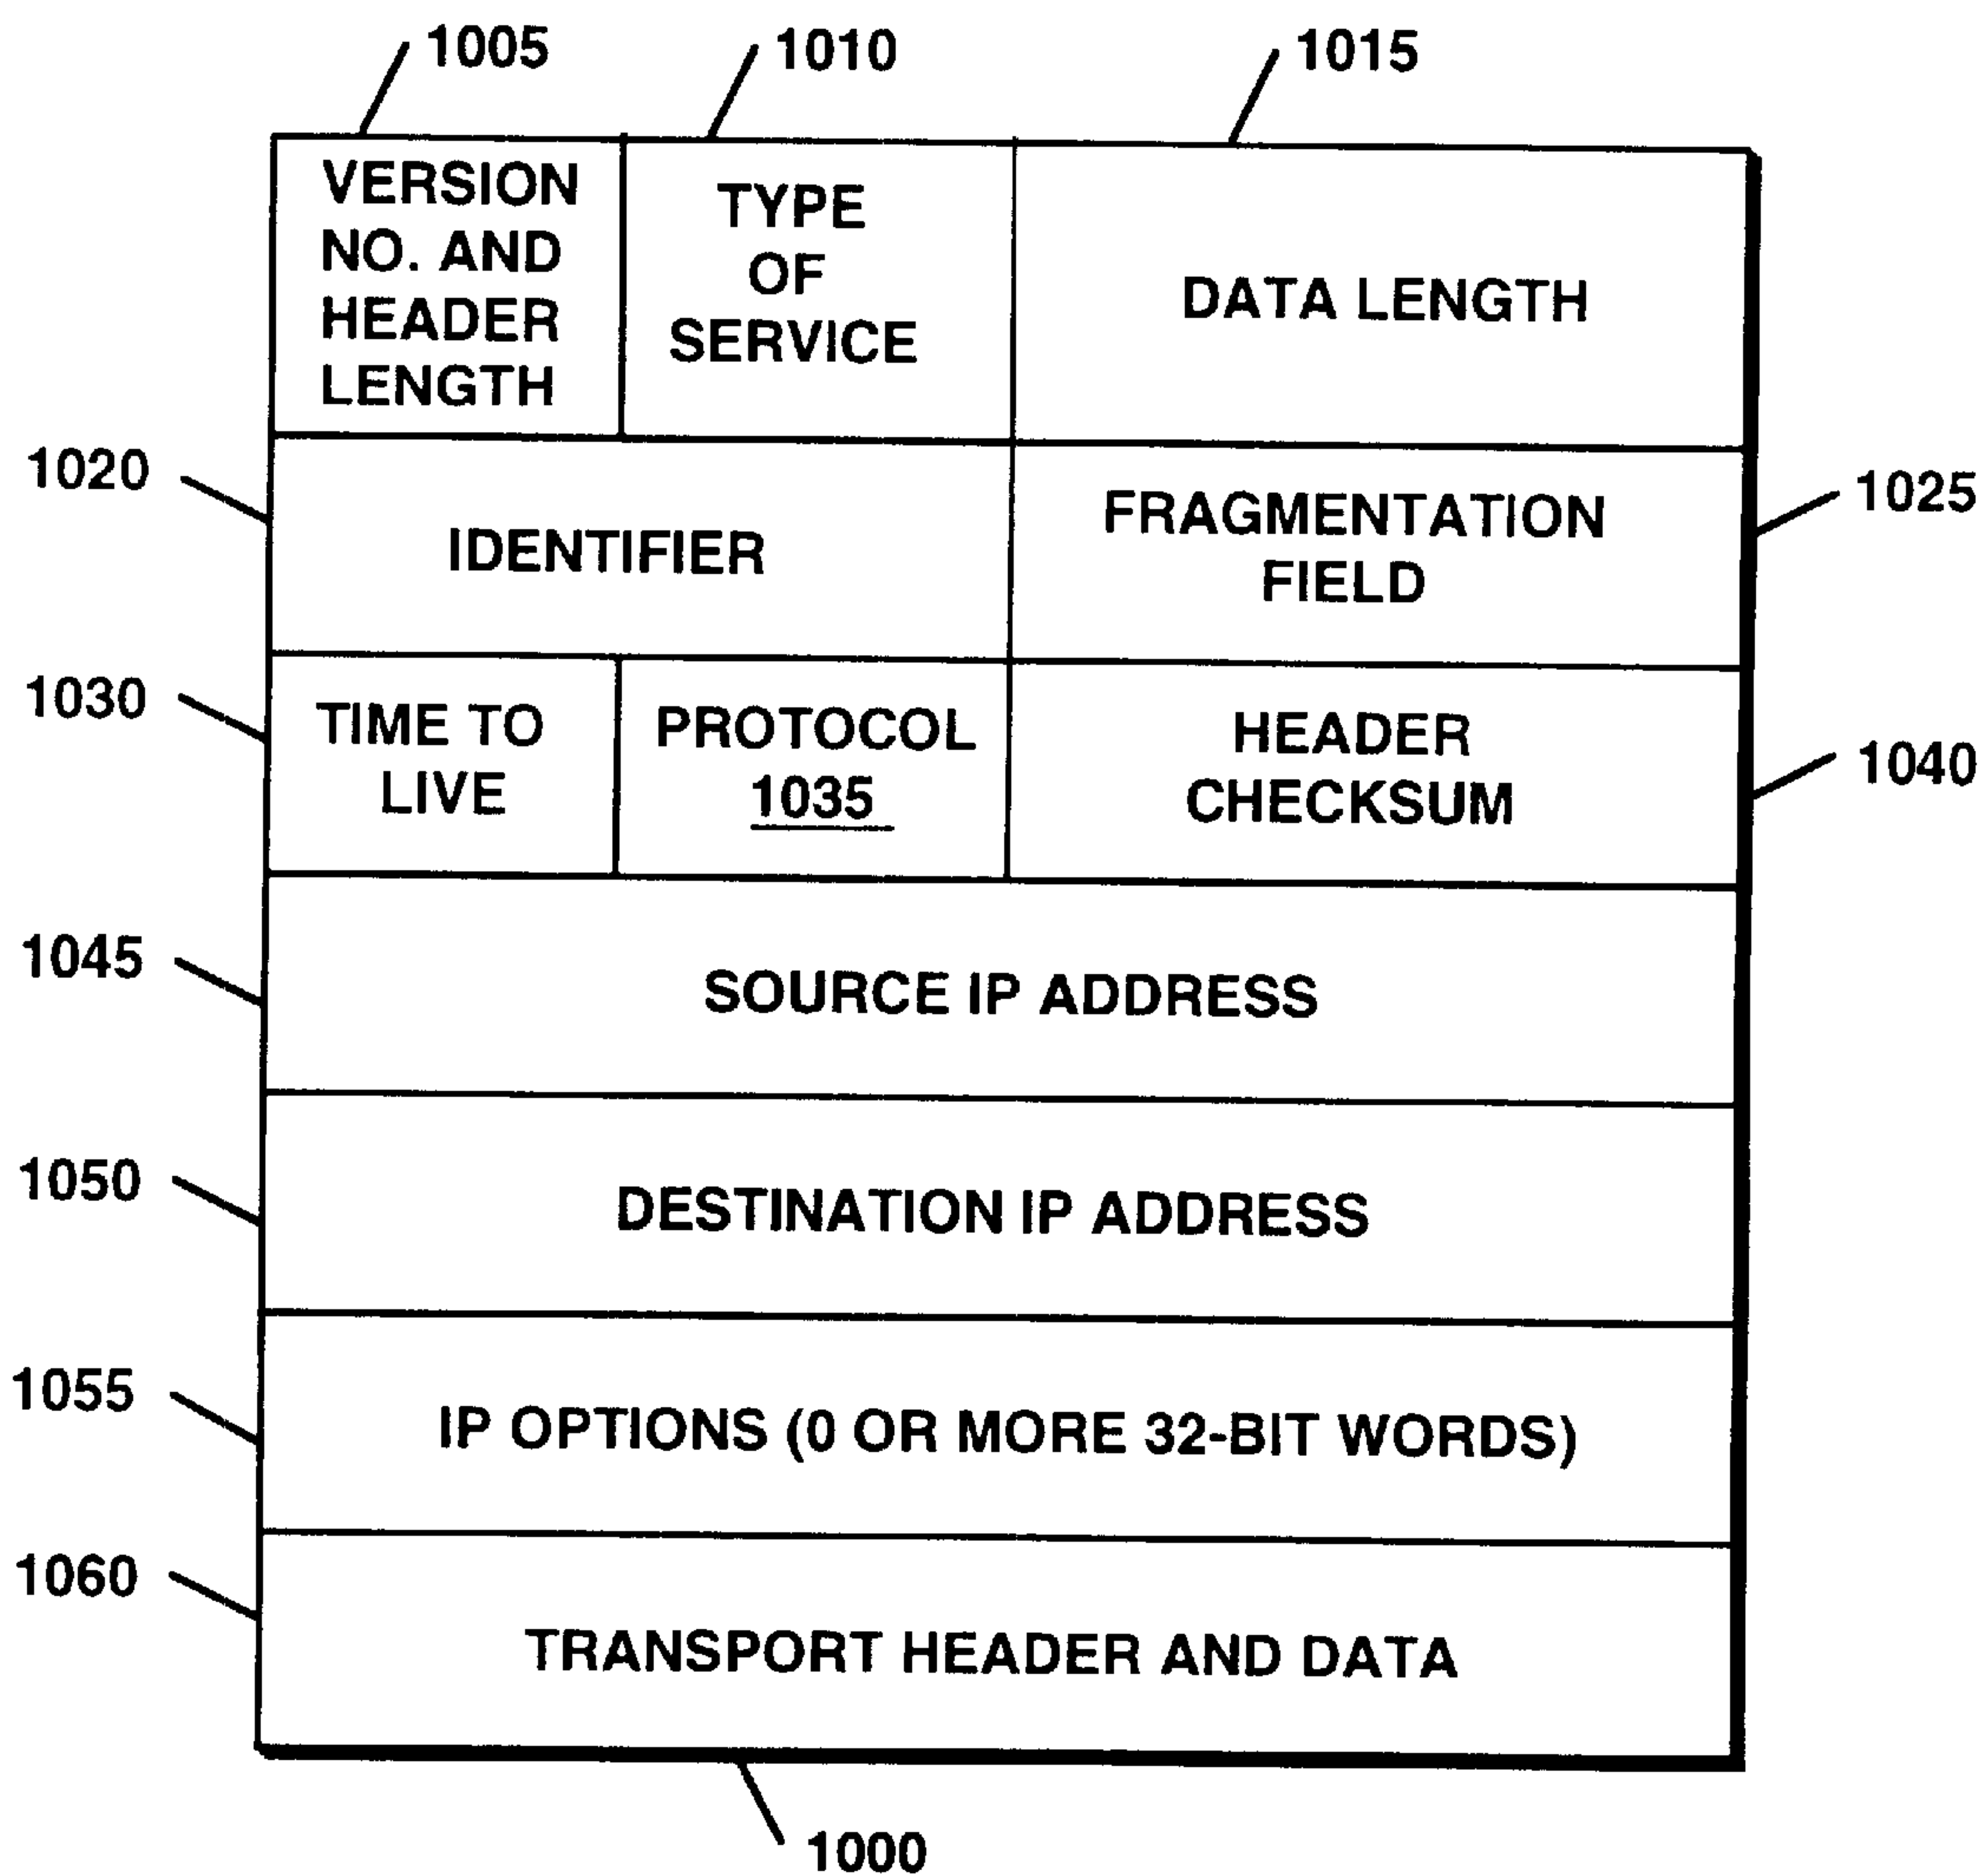 1005
1010
1015
VERSION
NO. AND
HEADER
LENGTH
TYPE
OF
SERVICE
DATA LENGTH
1020
IDENTIFIER
FRAGMENTATION
FIELD
1025
1030
TIME TO
LIVE
PROTOCOL
1035
HEADER
CHECKSUM
1040
1045
SOURCE IP ADDRESS
1050
DESTINATION IP ADDRESS
1055
IP OPTIONS (0 OR MORE 32-BIT WORDS)
1060
TRANSPORT HEADER AND DATA
1000